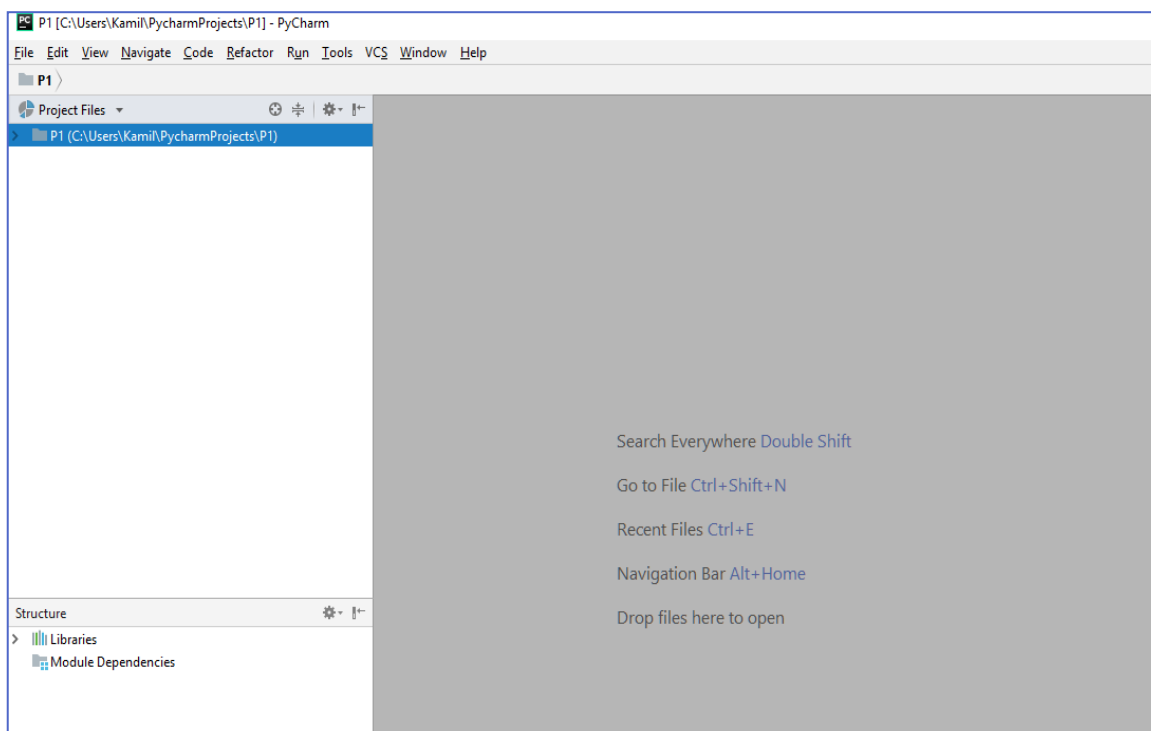 PC P1 [C:\Users\Kamil\PycharmProjects\P1] - PyCharm
File Edit View Navigate Code Refactor Run Tools VCS Window Help
P1
Project Files
P1 (C:\Users\Kamil\PycharmProjects\P1)
Search Everywhere Double Shift
Go to File Ctrl+Shift+N
Recent Files Ctrl+E
Navigation Bar Alt+Home
Drop files here to open
Structure
Libraries
Module Dependencies